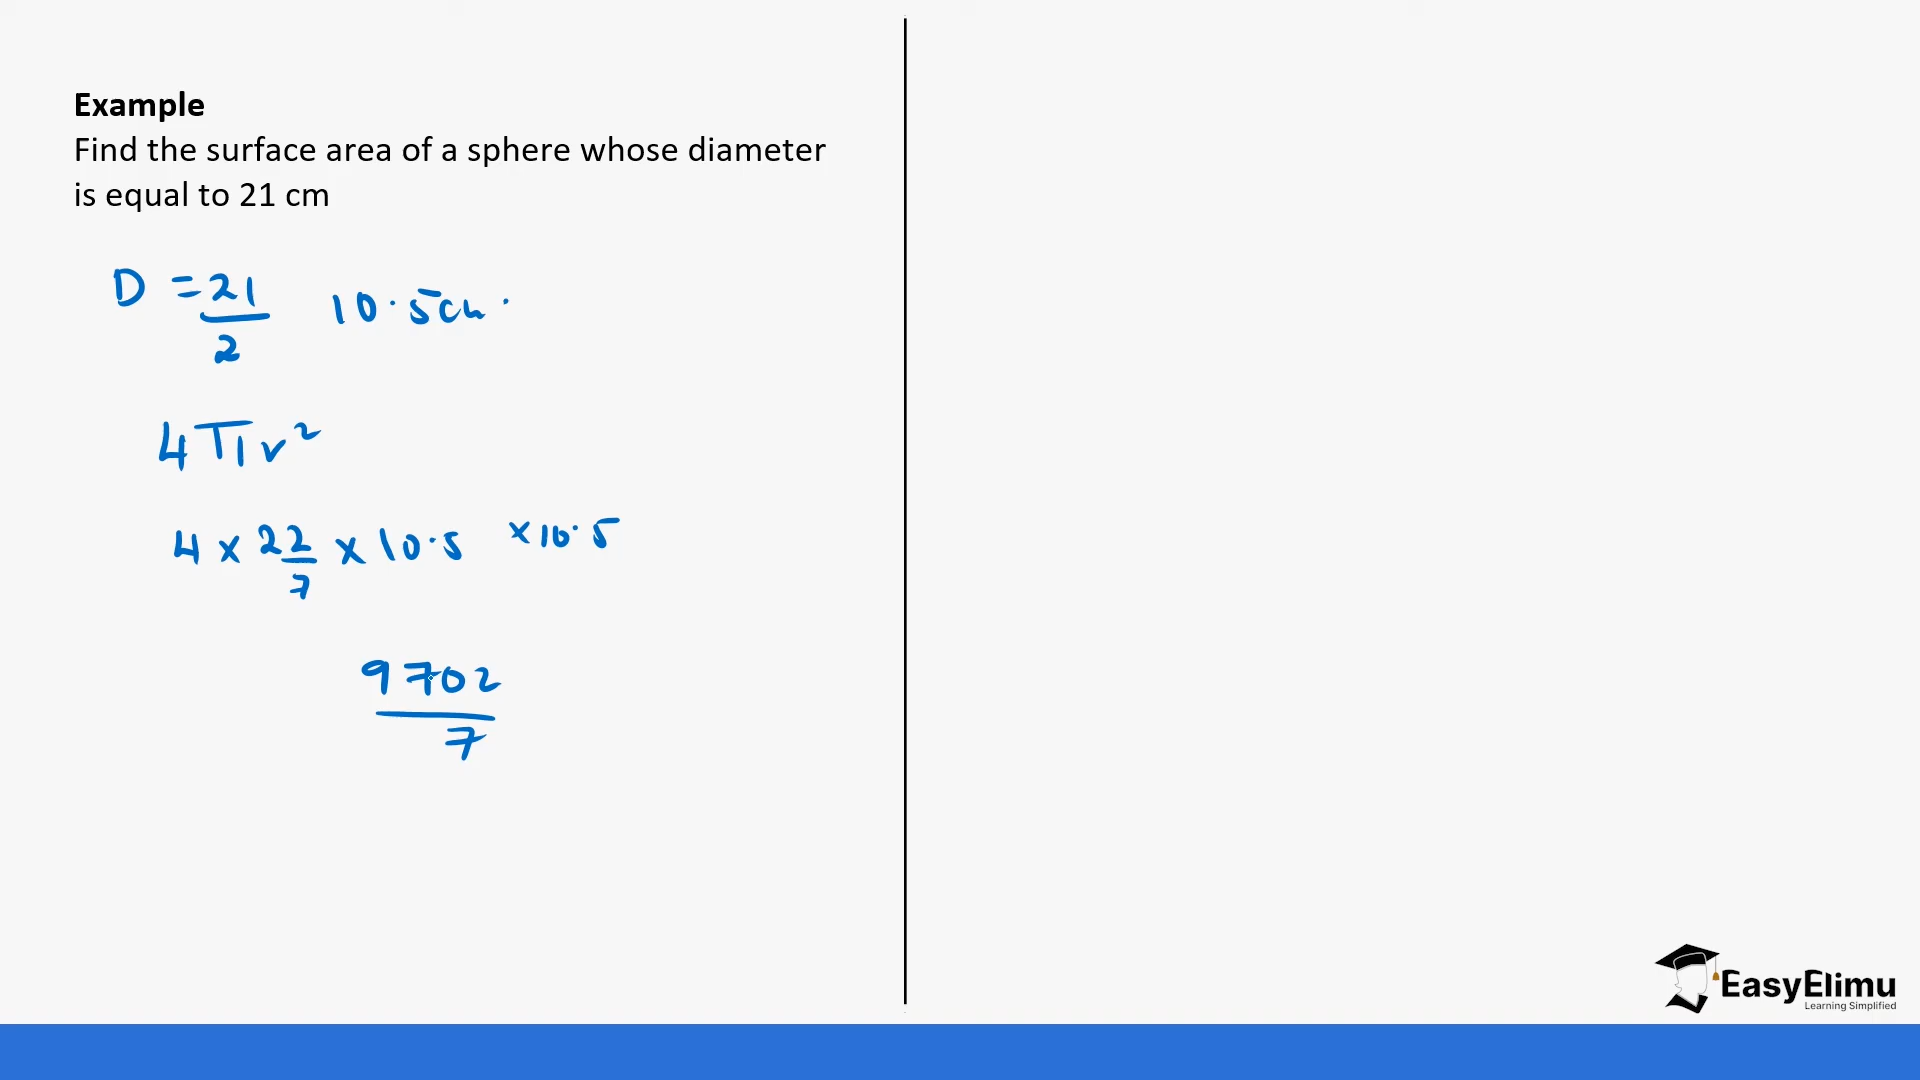 Example
Find the surface area of a sphere whose diameter
is equal to 21 cm
D = 21/2 10.5cm.
4πr²
4 x 22/7 x 10.5 x 10.5
9702/7
EasyElimu
Learning Simplified